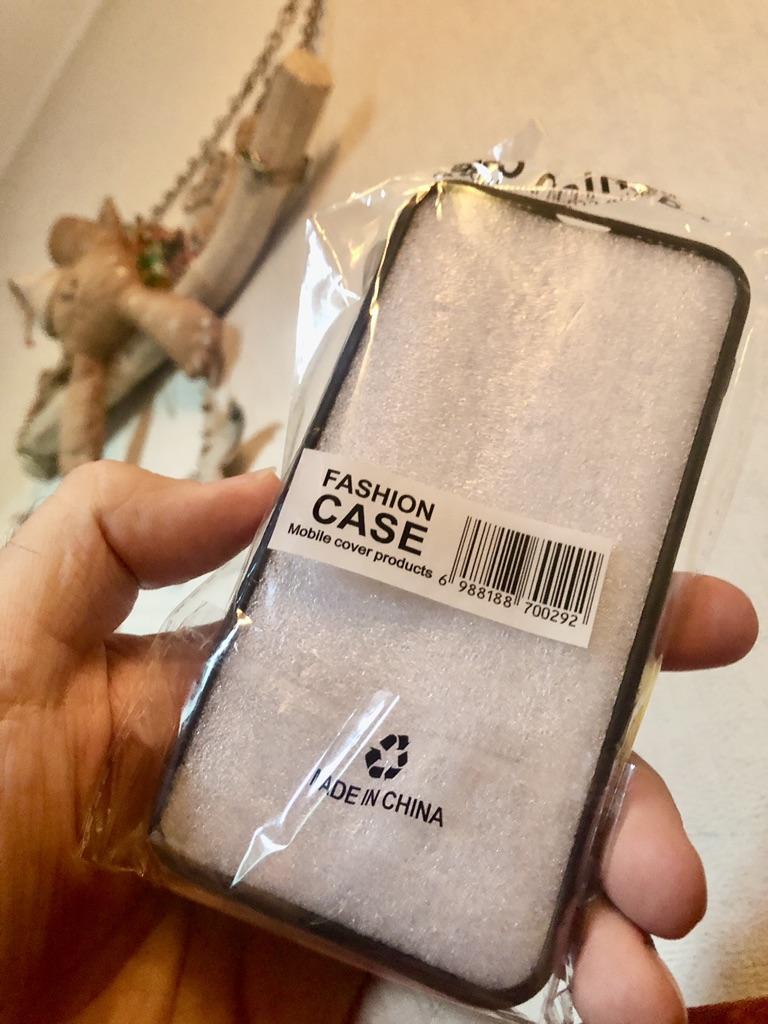 FASHION
CASE
Mobile cover products
6 988188 700292
MADE IN CHINA